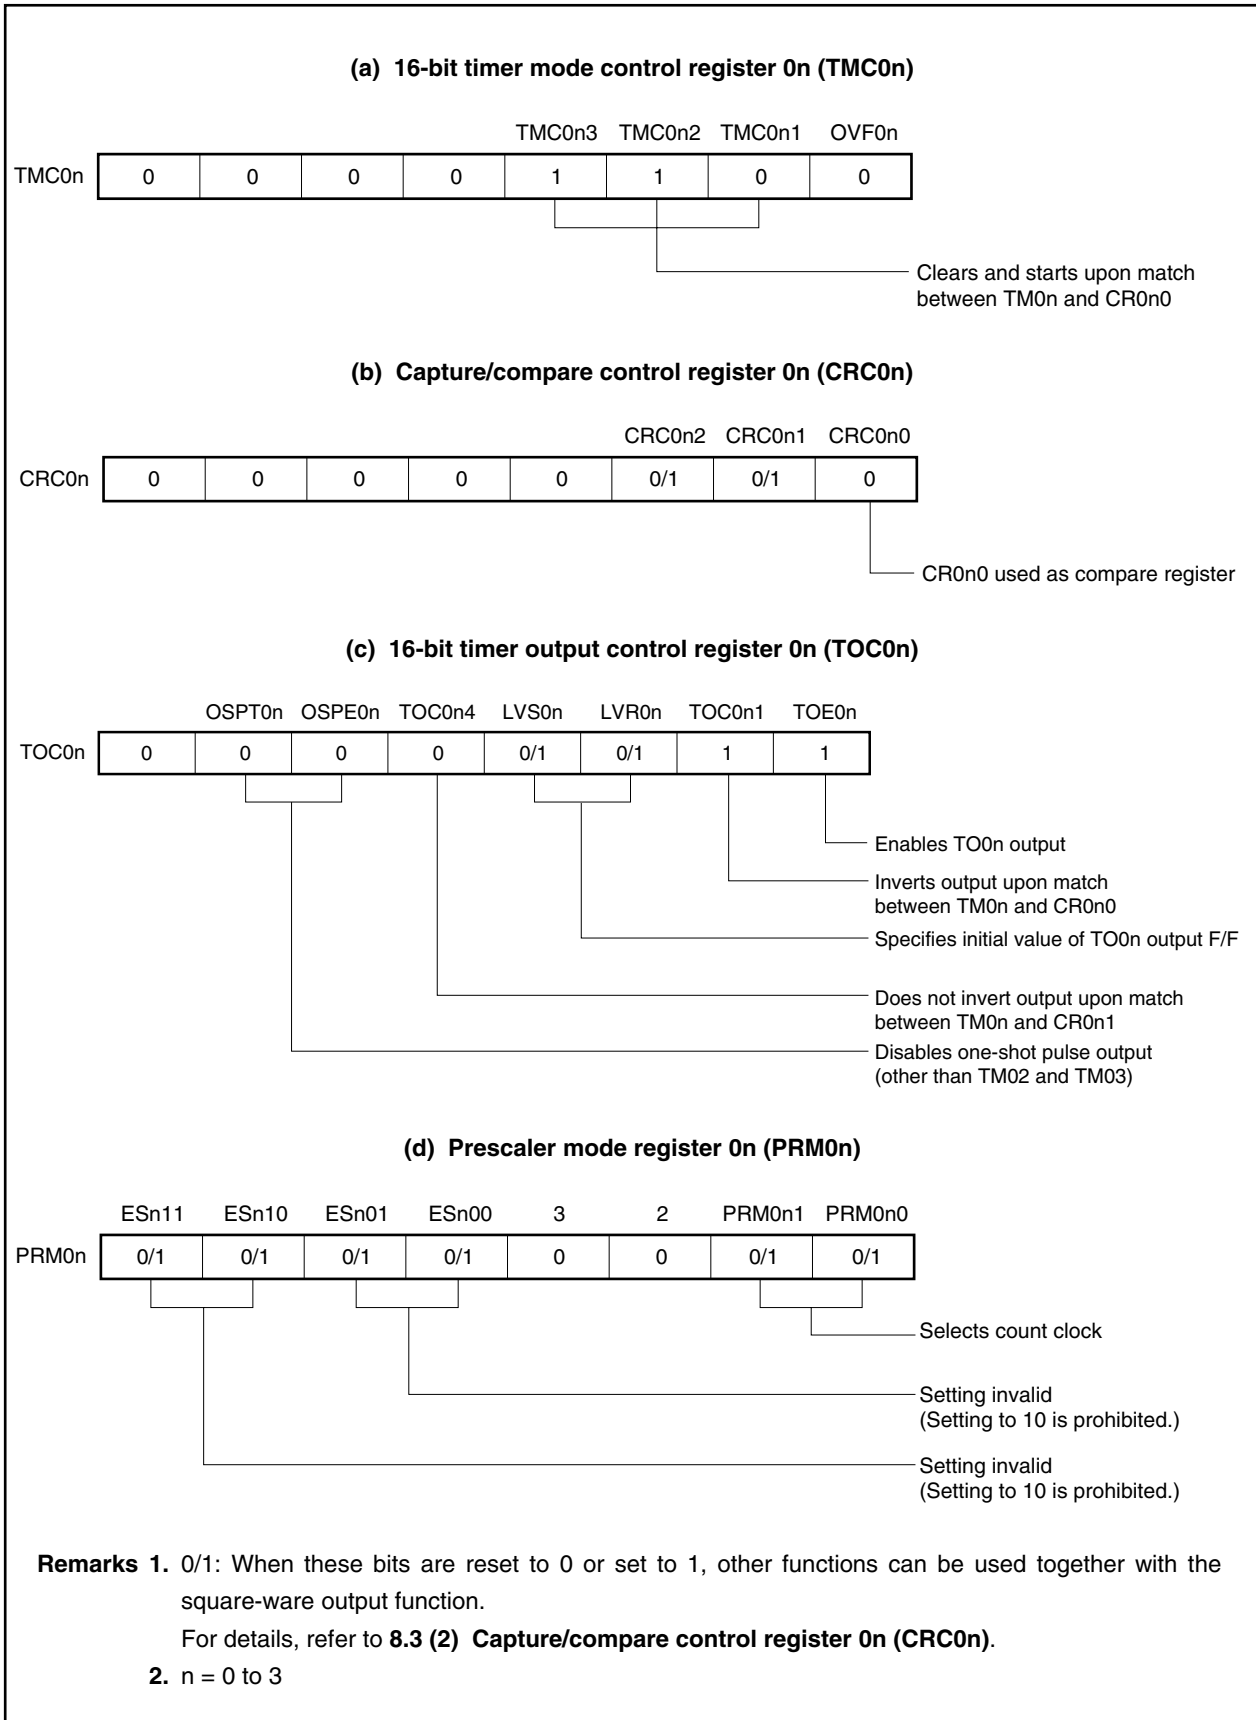 (a) 16-bit timer mode control register 0n (TMC0n)
TMC0n3 TMC0n2 TMC0n1 OVF0n
TMC0n 0 0 0 0 1 1 0 0
Clears and starts upon match
between TM0n and CR0n0
(b) Capture/compare control register 0n (CRC0n)
CRC0n2 CRC0n1 CRC0n0
CRC0n 0 0 0 0 0 0/1 0/1 0
CR0n0 used as compare register
(c) 16-bit timer output control register 0n (TOC0n)
OSPT0n OSPE0n TOC0n4 LVS0n LVR0n TOC0n1 TOE0n
TOC0n 0 0 0 0 0/1 0/1 1 1
Enables TO0n output
Inverts output upon match
between TM0n and CR0n0
Specifies initial value of TO0n output F/F
Does not invert output upon match
between TM0n and CR0n1
Disables one-shot pulse output
(other than TM02 and TM03)
(d) Prescaler mode register 0n (PRM0n)
ESn11 ESn10 ESn01 ESn00 3 2 PRM0n1 PRM0n0
PRM0n 0/1 0/1 0/1 0/1 0 0 0/1 0/1
Selects count clock
Setting invalid
(Setting to 10 is prohibited.)
Setting invalid
(Setting to 10 is prohibited.)
Remarks 1. 0/1: When these bits are reset to 0 or set to 1, other functions can be used together with the
square-ware output function.
For details, refer to 8.3 (2) Capture/compare control register 0n (CRC0n).
2. n = 0 to 3